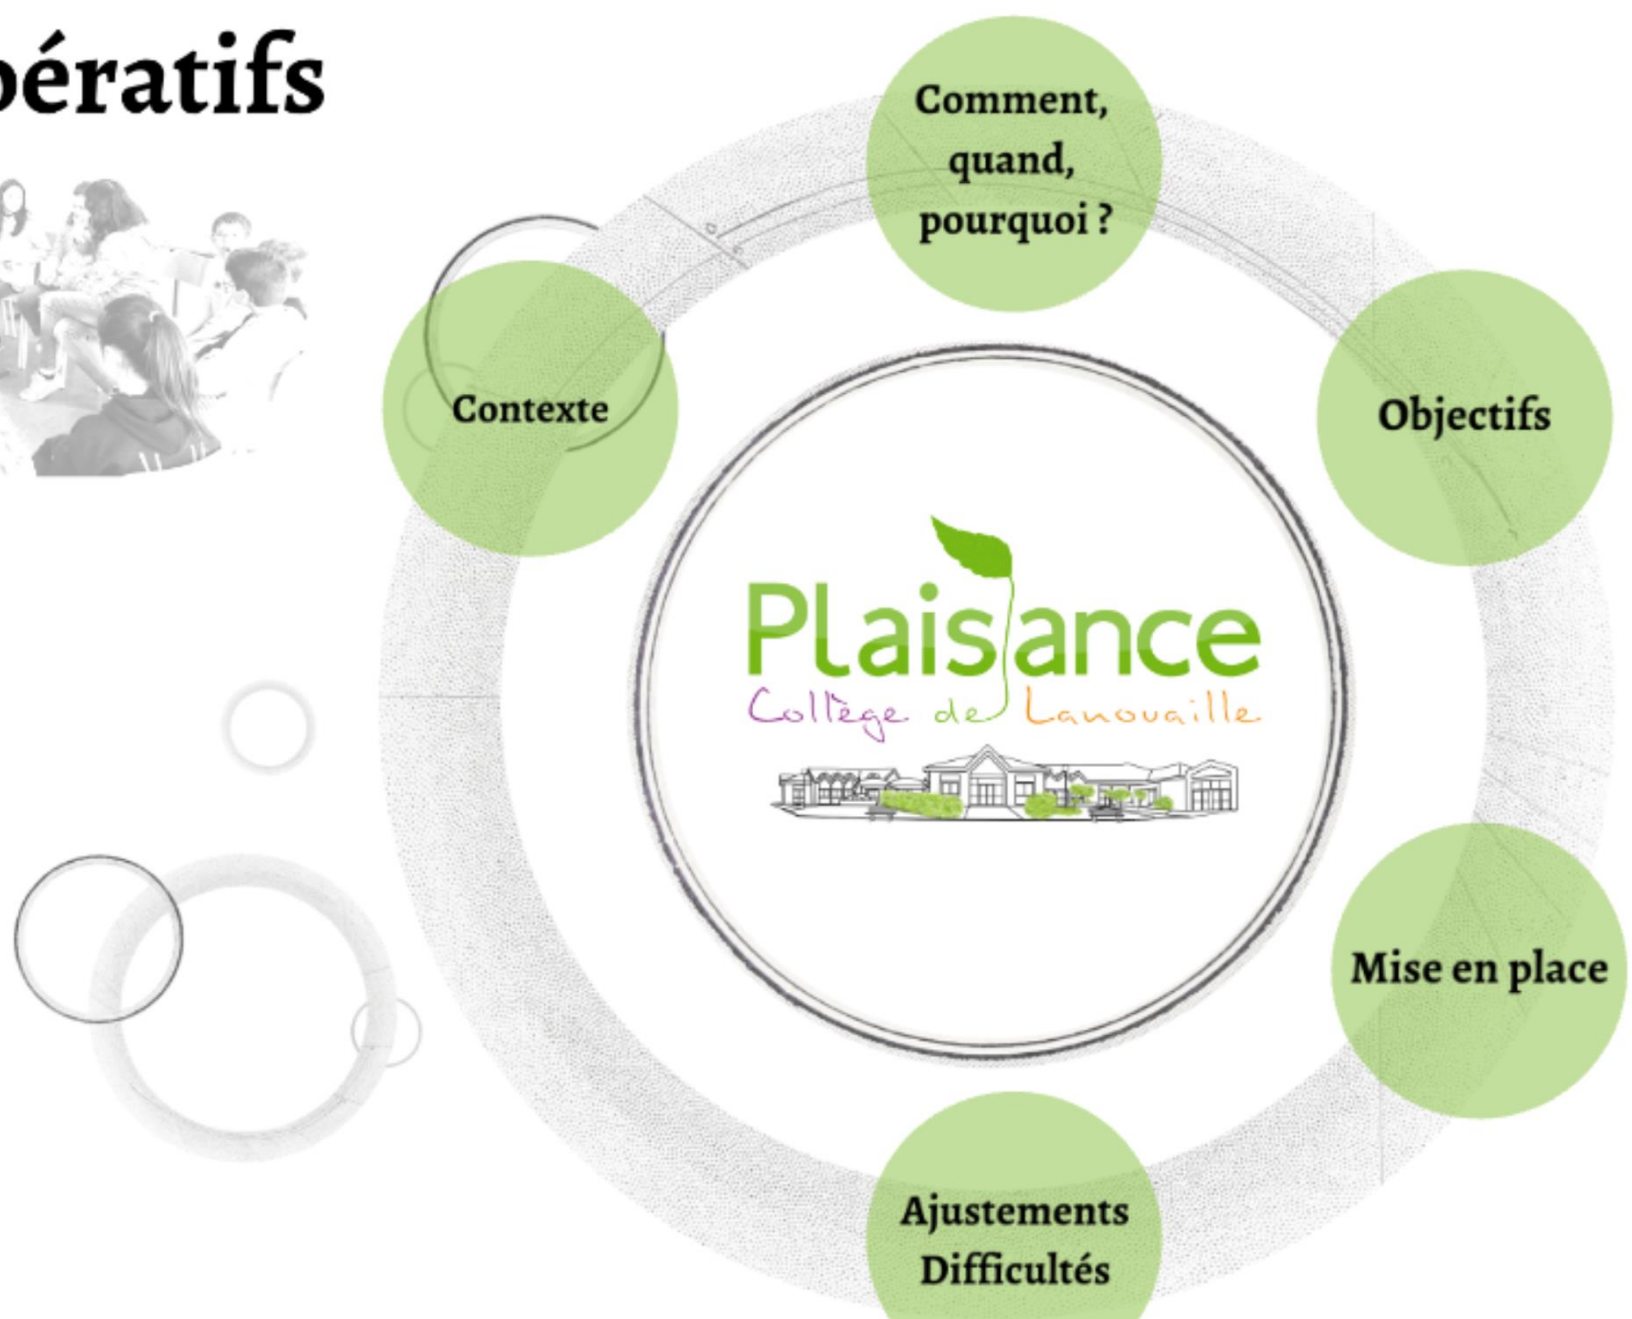 pératifs
Comment,
quand,
pourquoi ?
Contexte
Objectifs
Plaisance
Collège de Lanouaille
Mise en place
Ajustements
Difficultés